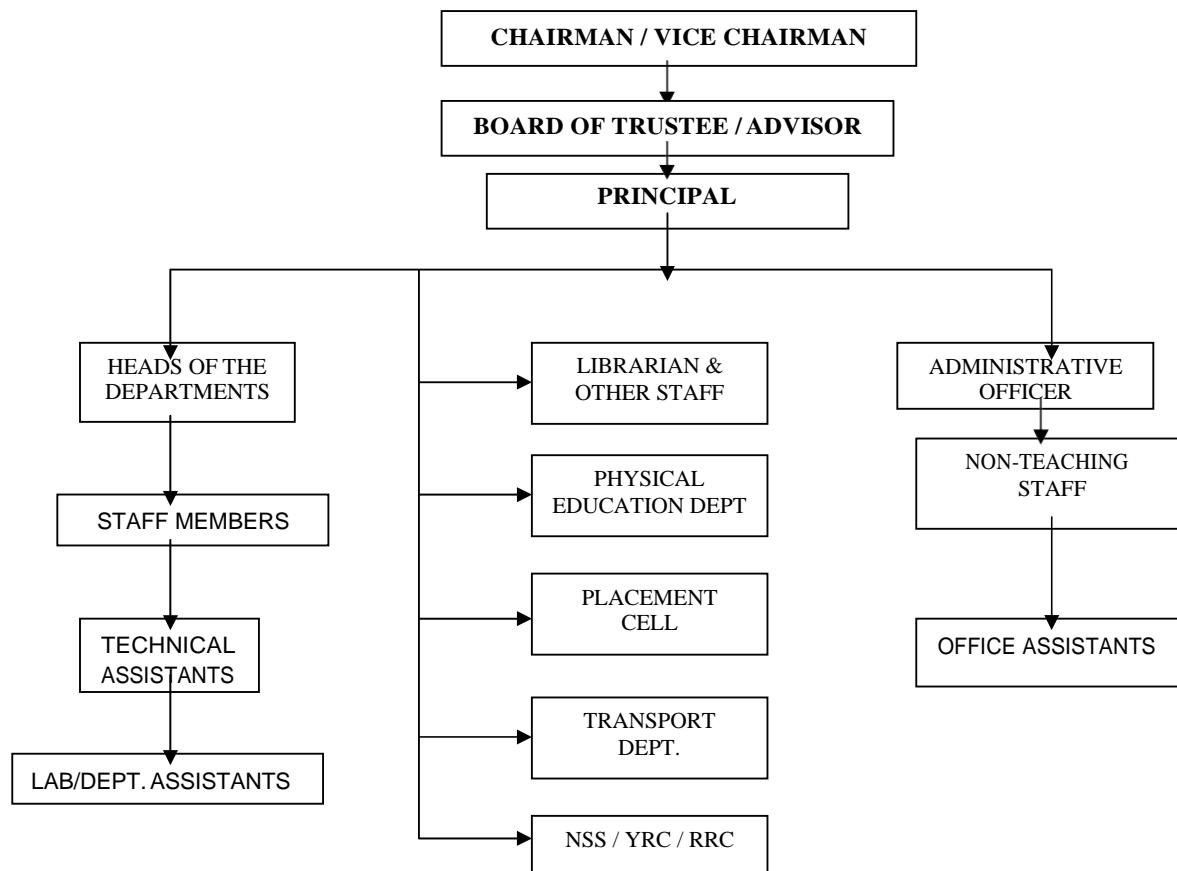 CHAIRMAN / VICE CHAIRMAN
BOARD OF TRUSTEE / ADVISOR
PRINCIPAL
HEADS OF THE
DEPARTMENTS
STAFF MEMBERS
TECHNICAL
ASSISTANTS
LAB/DEPT. ASSISTANTS
LIBRARIAN &
OTHER STAFF
PHYSICAL
EDUCATION DEPT
PLACEMENT
CELL
TRANSPORT
DEPT.
NSS / YRC / RRC
ADMINISTRATIVE
OFFICER
NON-TEACHING
STAFF
OFFICE ASSISTANTS